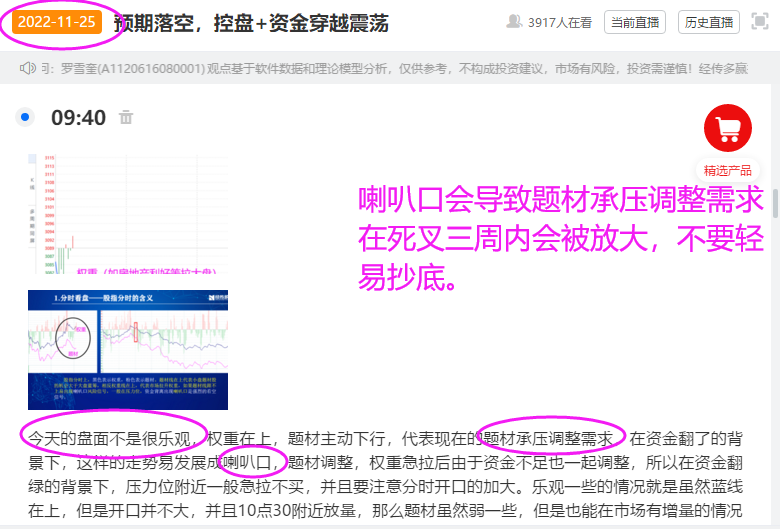 2022-11-25 预期落空，控盘+资金穿越震荡 3917人在看 当前直播 历史直播
罗雪奎(A1120616080001) 观点基于软件数据和理论模型分析，仅供参考，不构成投资建议，市场有风险，投资需谨慎！经传多赢
09:40
精选产品
喇叭口会导致题材承压调整需求
在死叉三周内会被放大，不要轻
易抄底。
1.分时看盘——股指分时的含义
权重
题材
今天的盘面不是很乐观，权重在上，题材主动下行，代表现在的题材承压调整需求，在资金翻了的背
景下，这样的走势易发展成喇叭口，题材调整，权重急拉后由于资金不足也一起调整，所以在资金翻
绿的背景下，压力位附近一般急拉不买，并且要注意分时开口的加大。乐观一些的情况就是虽然蓝线
在上，但是开口并不大，并且10点30附近放量，那么题材虽然弱一些，但是也能在市场有增量的情况